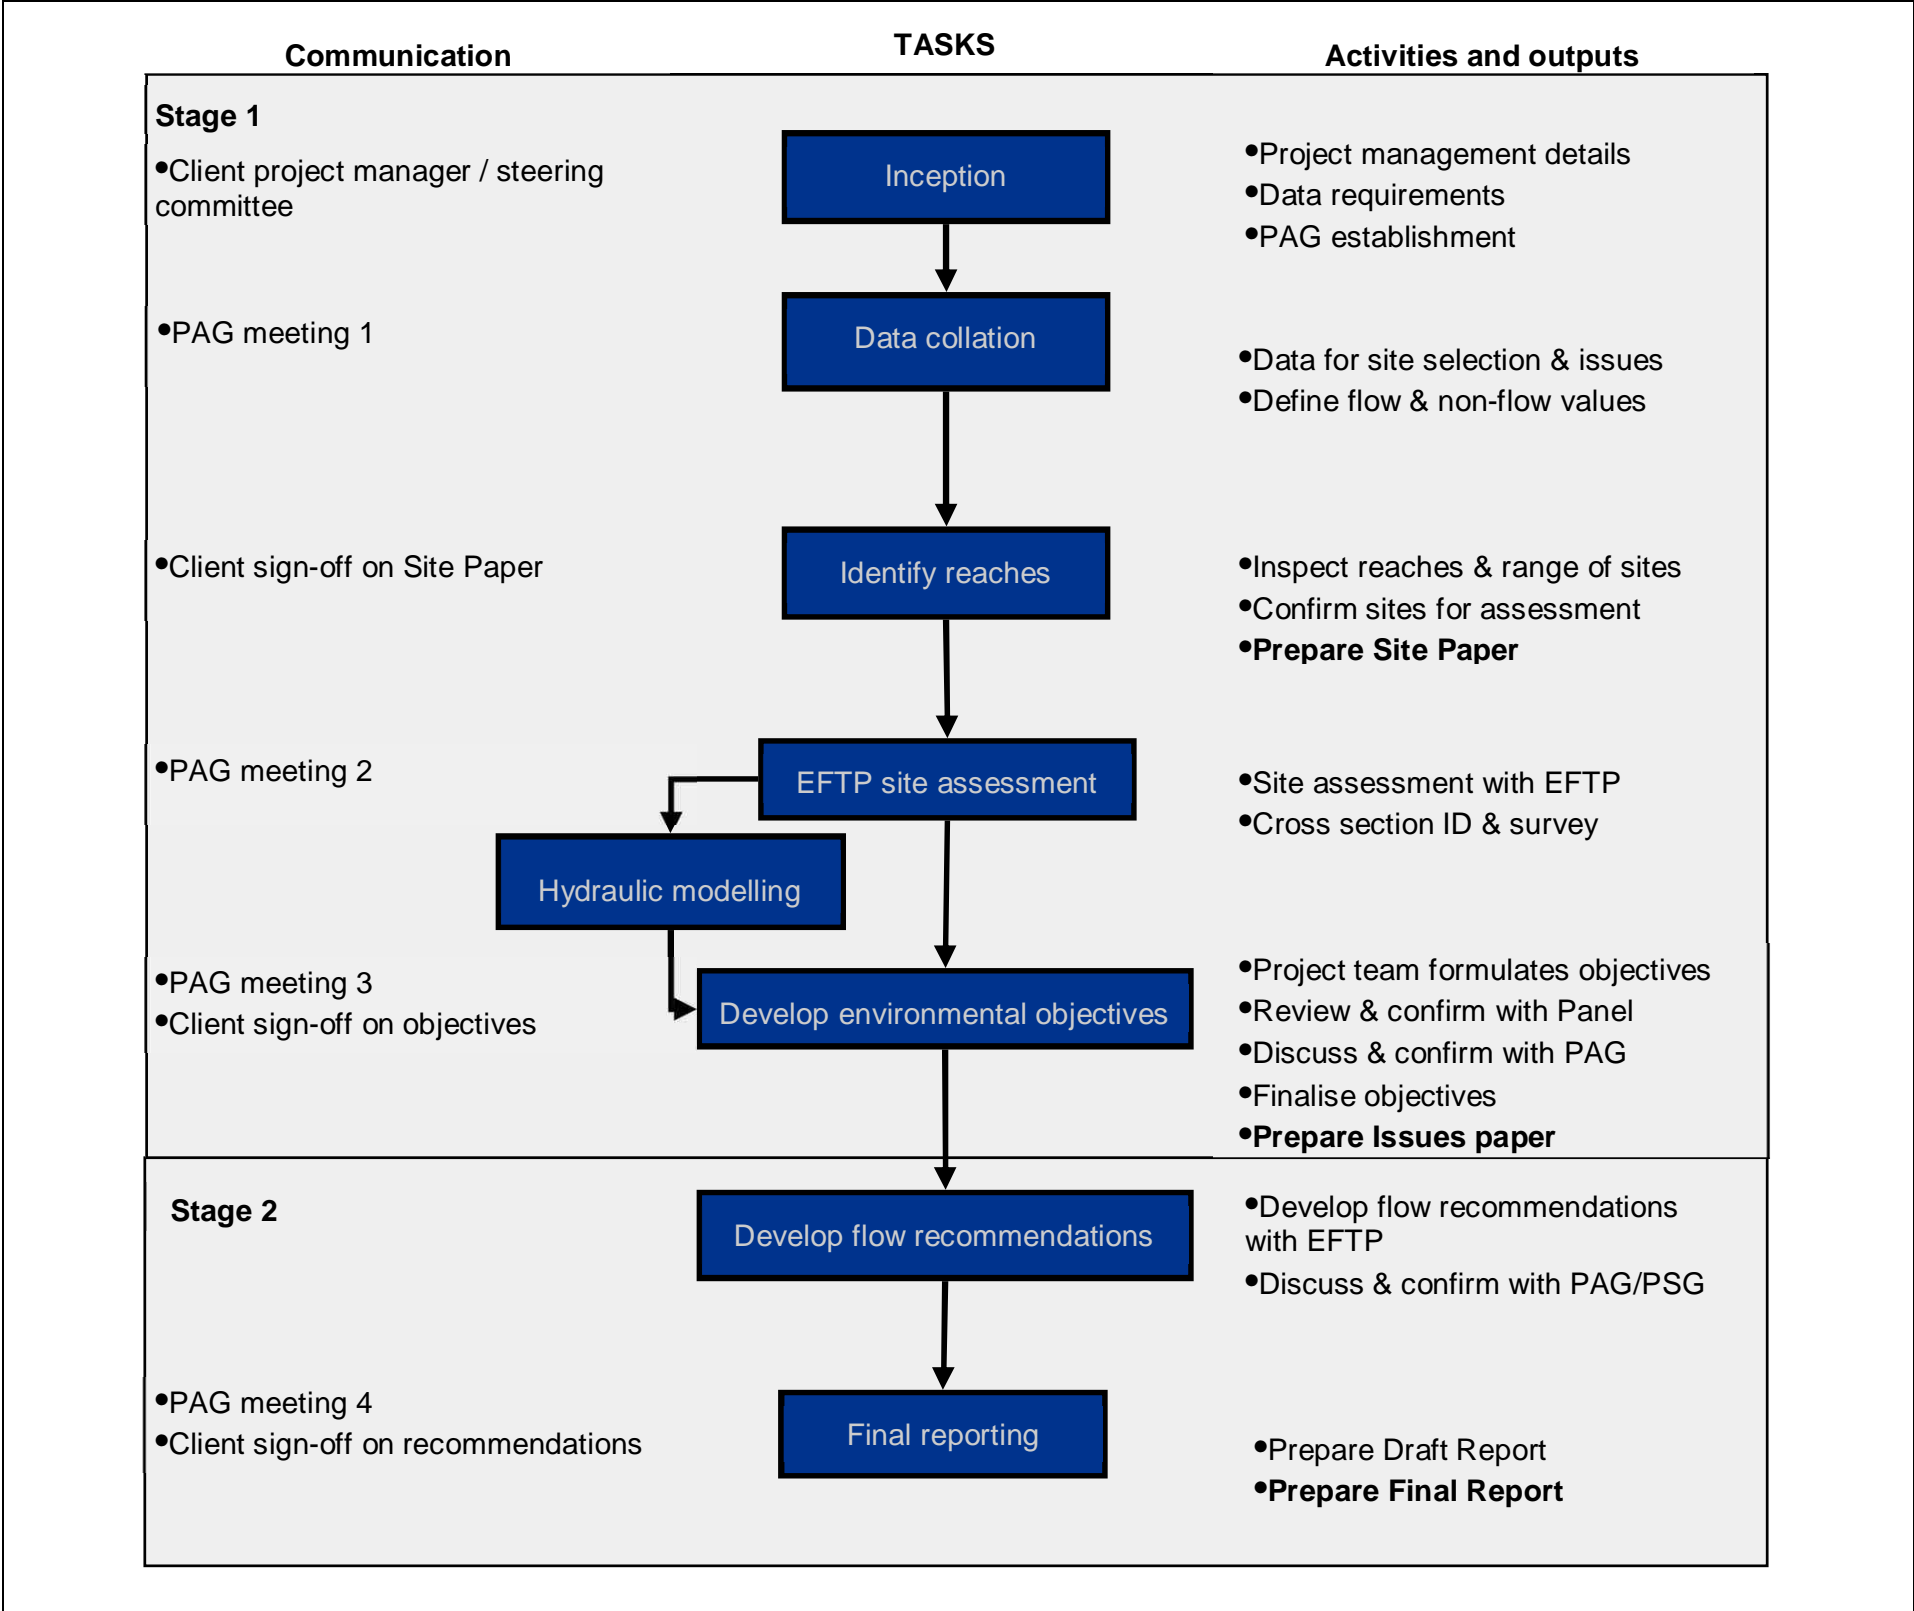 Communication
TASKS
Activities and outputs
Stage 1
•Client project manager / steering
committee
Inception
•Project management details
•Data requirements
•PAG establishment
•PAG meeting 1
Data collation
•Data for site selection & issues
•Define flow & non-flow values
•Client sign-off on Site Paper
Identify reaches
•Inspect reaches & range of sites
•Confirm sites for assessment
•Prepare Site Paper
•PAG meeting 2
EFTP site assessment
•Site assessment with EFTP
•Cross section ID & survey
Hydraulic modelling
•PAG meeting 3
•Client sign-off on objectives
Develop environmental objectives
•Project team formulates objectives
•Review & confirm with Panel
•Discuss & confirm with PAG
•Finalise objectives
•Prepare Issues paper
Stage 2
Develop flow recommendations
•Develop flow recommendations
with EFTP
•Discuss & confirm with PAG/PSG
•PAG meeting 4
•Client sign-off on recommendations
Final reporting
•Prepare Draft Report
•Prepare Final Report